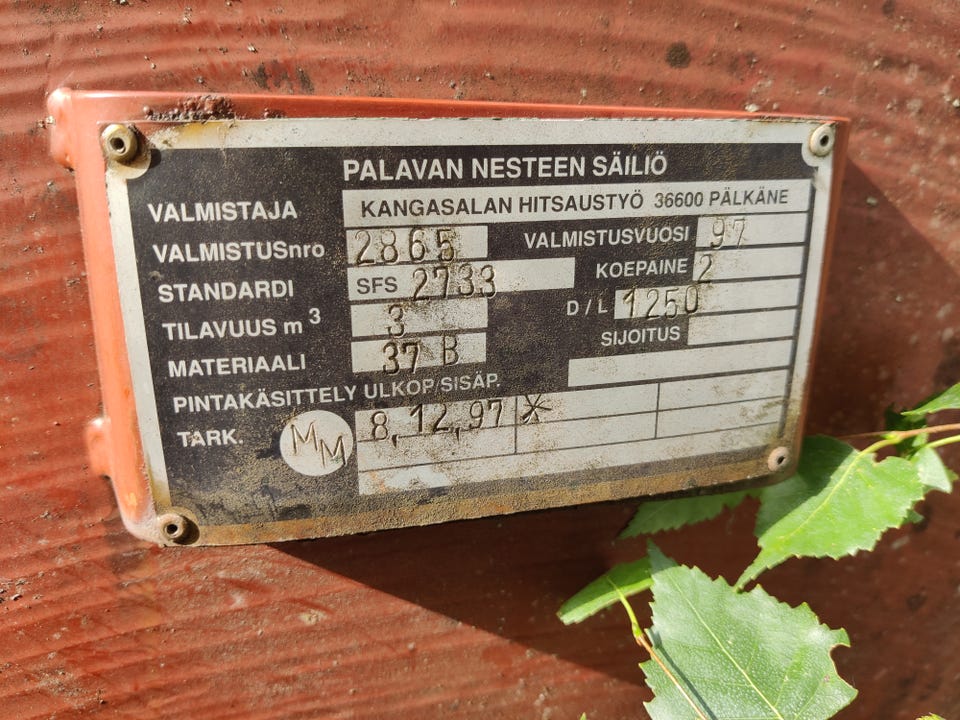 PALAVAN NESTEEN SÄILIÖ
VALMISTAJA KANGASALAN HITSAUSTYÖ 36600 PÄLKÄNE
VALMISTUSnro 2865 VALMISTUSVUOSI 97
STANDARDI SFS 2733 KOEPAINE 2
TILAVUUS m³ 3 D/L 1250
MATERIAALI 37 B SIJOITUS
PINTAKÄSITTELY ULKOP/SISÄP.
TARK. MM 8,12,97 *